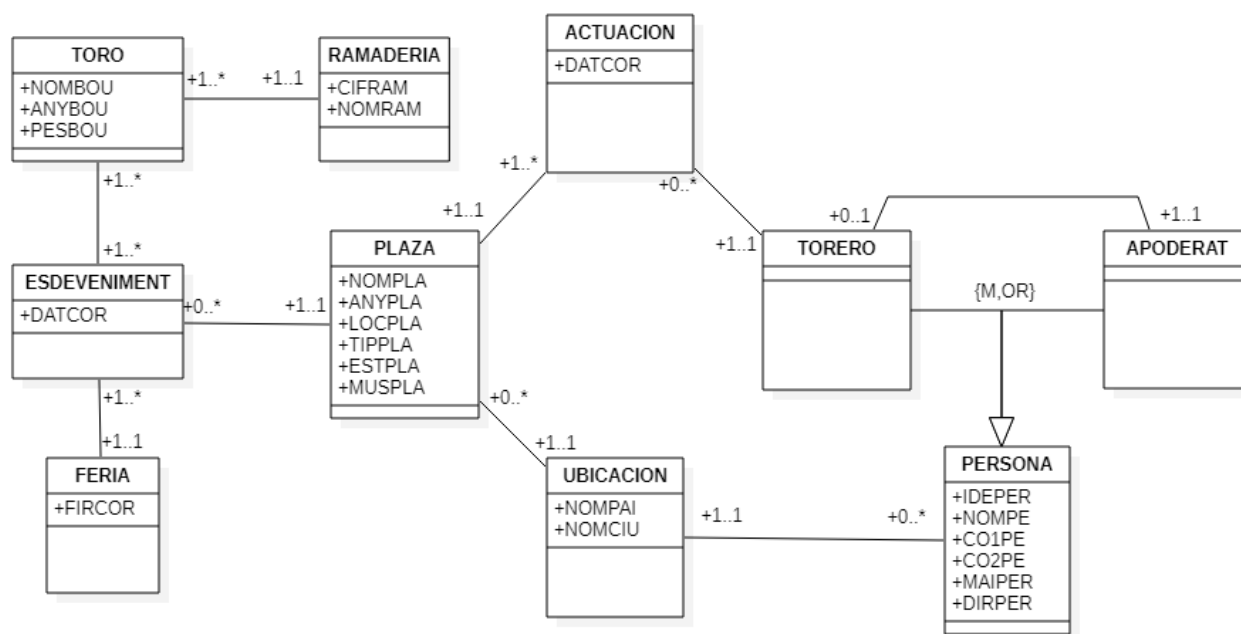 TORO
+NOMBOU
+ANYBOU
+PESBOU
+1..*
+1..1
RAMADERIA
+CIFRAM
+NOMRAM
ACTUACION
+DATCOR
+1..*
+1..*
+1..*
+1..1
+0..*
+1..1
+0..1
+1..1
ESDEVENIMENT
+DATCOR
+0..*
+1..1
PLAZA
+NOMPLA
+ANYPLA
+LOCPLA
+TIPPLA
+ESTPLA
+MUSPLA
TORERO
{M,OR}
APODERAT
+1..*
+1..1
+0..*
+1..1
FERIA
+FIRCOR
UBICACION
+NOMPAI
+NOMCIU
+1..1
+0..*
PERSONA
+IDEPER
+NOMPE
+CO1PE
+CO2PE
+MAIPER
+DIRPER